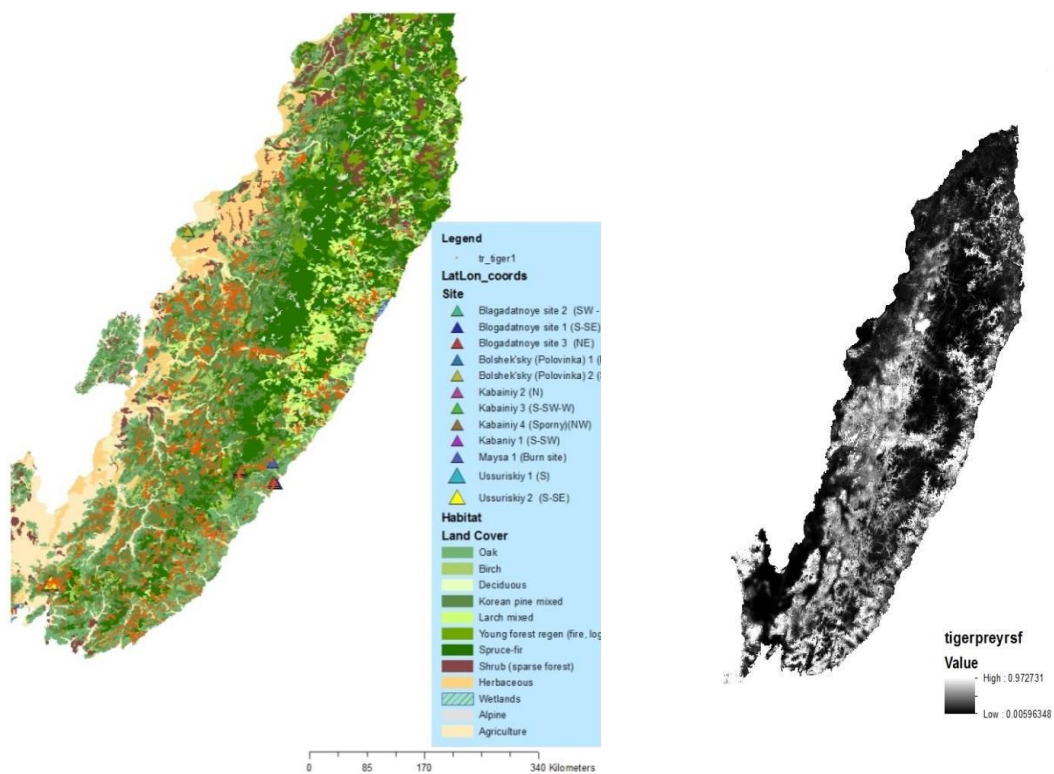 Legend
tr_tiger1
LatLon_coords
Site
Blagadatnoye site 2 (SW -
Blogadatnoye site 1 (S-SE)
Blogadatnoye site 3 (NE)
Bolshek'sky (Polovinka) 1 (
Bolshek'sky (Polovinka) 2 (
Kabainiy 2 (N)
Kabainiy 3 (S-SW-W)
Kabainiy 4 (Sporny)(NW)
Kabaniy 1 (S-SW)
Maysa 1 (Burn site)
Ussuriskiy 1 (S)
Ussuriskiy 2 (S-SE)
Habitat
Land Cover
Oak
Birch
Deciduous
Korean pine mixed
Larch mixed
Young forest regen (fire, log
Spruce-fir
Shrub (sparse forest)
Herbaceous
Wetlands
Alpine
Agriculture
0 85 170 340 Kilometers
tigerpreyrsf
Value
High : 0.972731
Low : 0.00596348